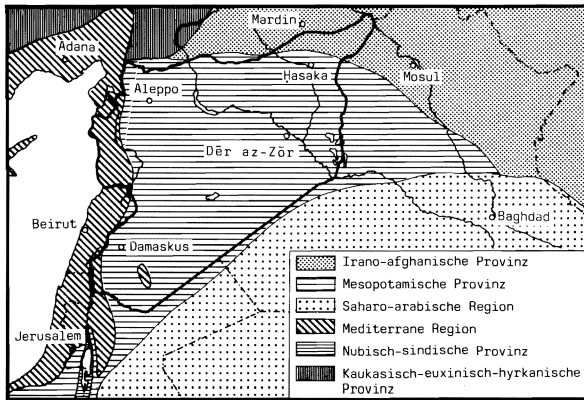 Adana
Mardin
Ḥasaka
Mosul
Aleppo
Dēr az-Zōr
Beirut
Damaskus
Baghdad
Jerusalem
Irano-afghanische Provinz
Mesopotamische Provinz
Saharo-arabische Region
Mediterrane Region
Nubisch-sindische Provinz
Kaukasisch-euxinisch-hyrkanische
Provinz